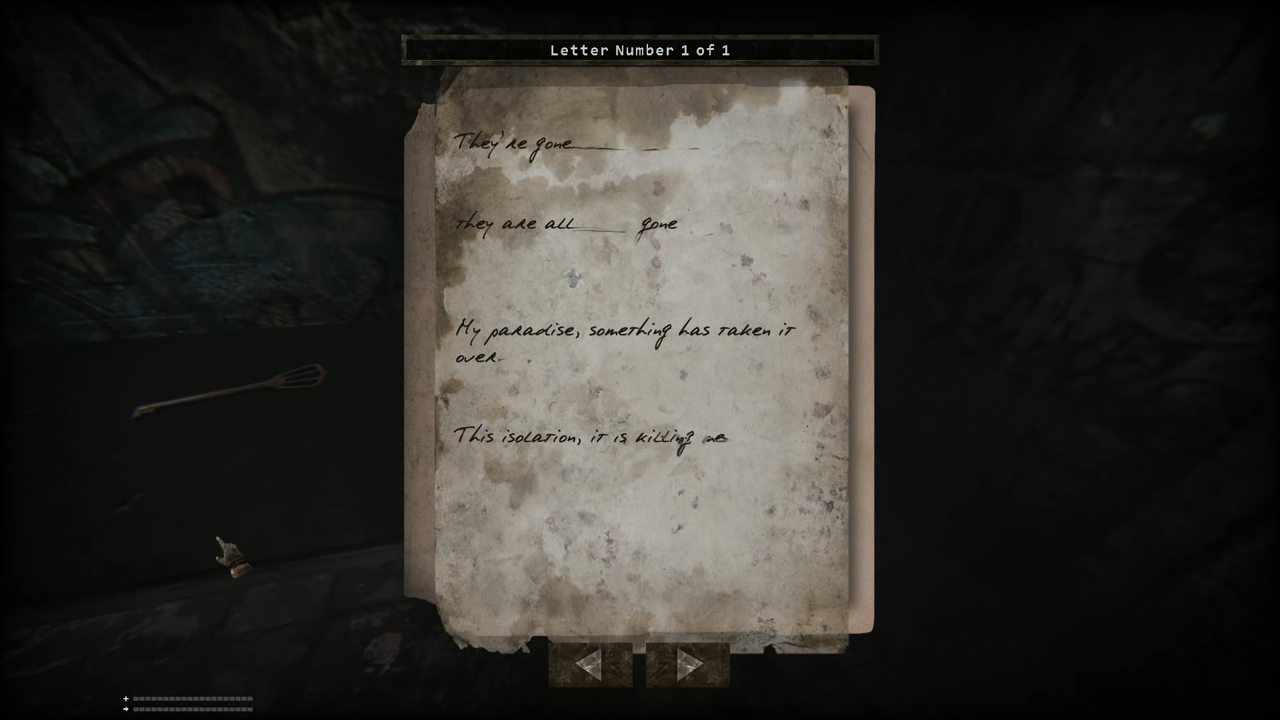 Letter Number 1 of 1
They're gone
They are all gone
My paradise, something has taken it
over.
This isolation, it is killing me